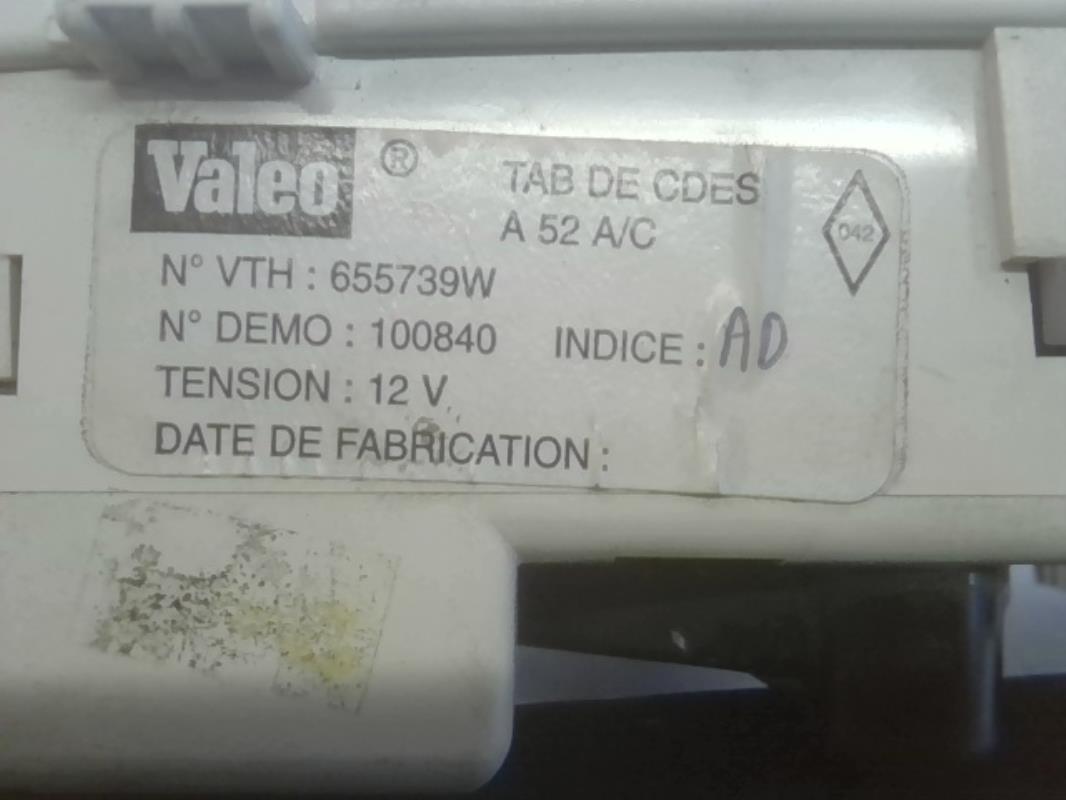 Valeo ®
TAB DE CDES
A 52 A/C
042
N° VTH : 655739W
N° DEMO : 100840 INDICE : AD
TENSION : 12 V
DATE DE FABRICATION :